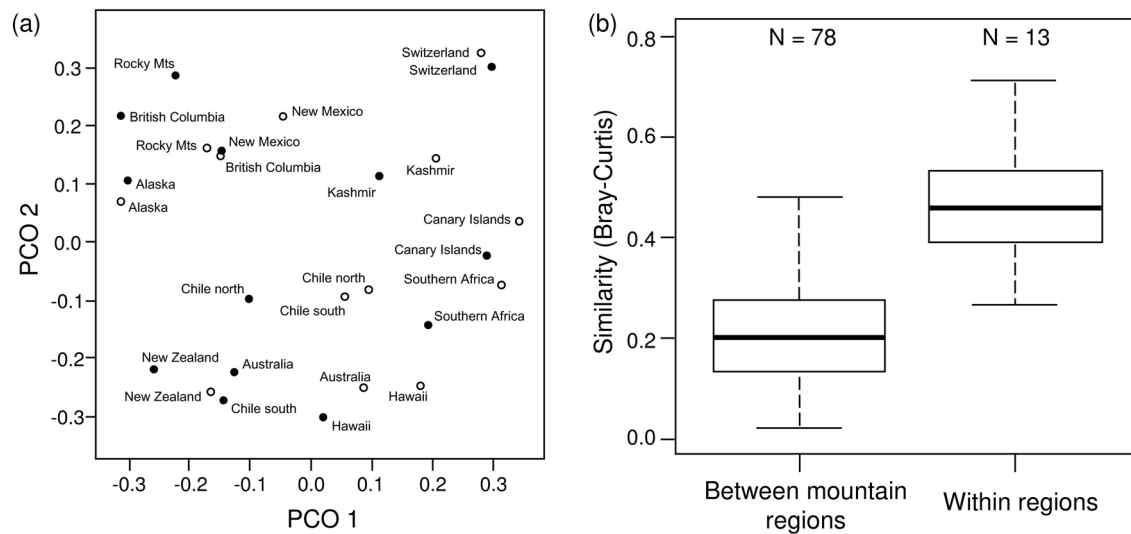 (a)
PCO 2
0.3
0.2
0.1
0.0
-0.1
-0.2
-0.3
Rocky Mts
Switzerland
Switzerland
British Columbia
New Mexico
Rocky Mts
New Mexico
British Columbia
Kashmir
Kashmir
Alaska
Alaska
Canary Islands
Canary Islands
Chile north
Chile north
Southern Africa
Chile south
Southern Africa
New Zealand
Australia
Australia
New Zealand
Hawaii
Chile south
Hawaii
-0.3 -0.2 -0.1 0.0 0.1 0.2 0.3
PCO 1
(b)
Similarity (Bray-Curtis)
0.8
0.6
0.4
0.2
0.0
N = 78 N = 13
Between mountain
regions
Within regions